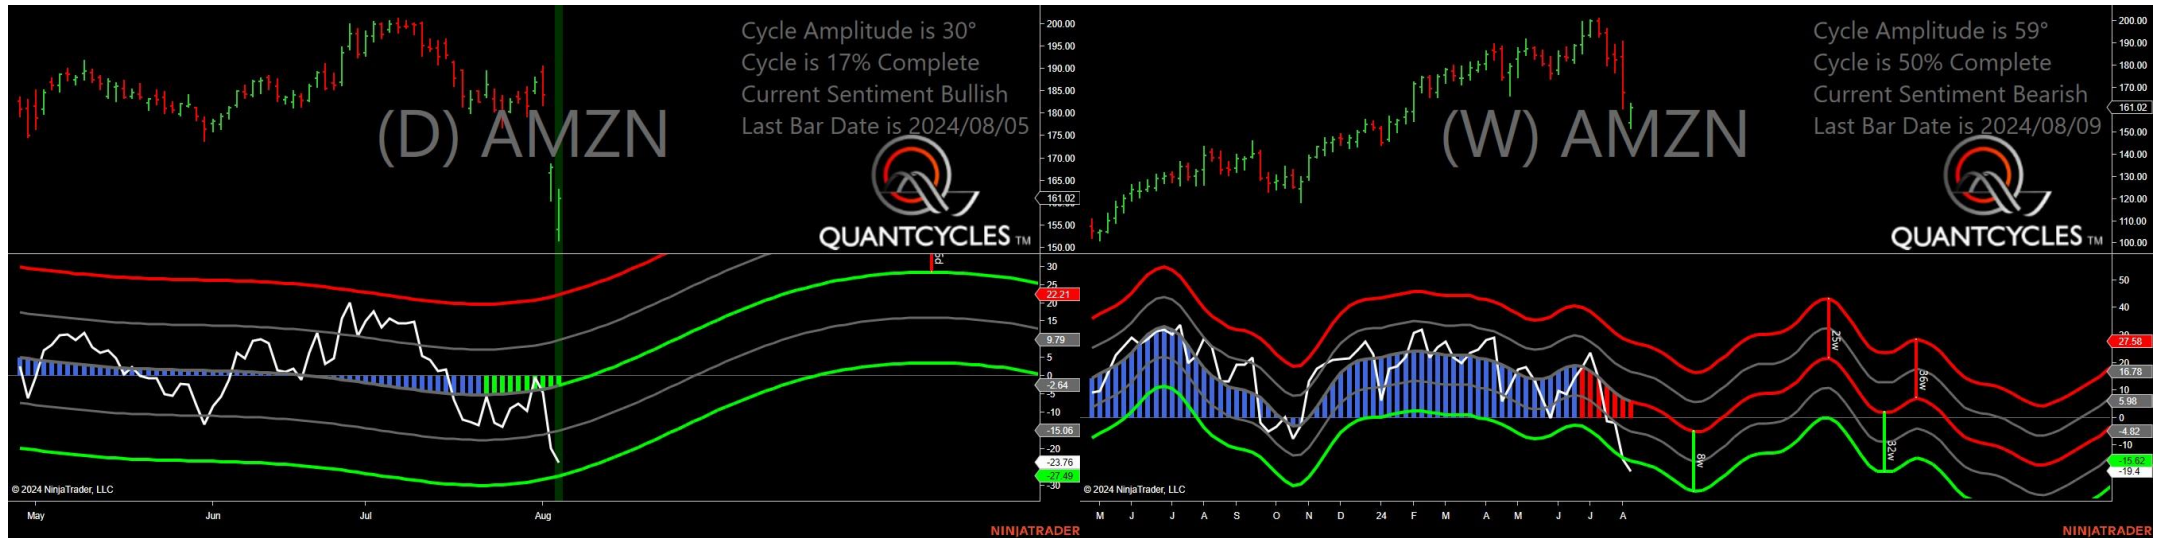 Cycle Amplitude is 30°
Cycle is 17% Complete
Current Sentiment Bullish
Last Bar Date is 2024/08/05
(D) AMZN
QUANTCYCLES TM
200.00
195.00
190.00
185.00
180.00
175.00
170.00
165.00
161.02
155.00
150.00
5d
30
25
22.21
20
15
9.79
5
0
-2.64
-5
-10
-15.06
-20
-23.76
-27.49
-30
© 2024 NinjaTrader, LLC
May Jun Jul Aug
NINJATRADER
Cycle Amplitude is 59°
Cycle is 50% Complete
Current Sentiment Bearish
Last Bar Date is 2024/08/09
(W) AMZN
QUANTCYCLES TM
200.00
190.00
180.00
170.00
161.02
150.00
140.00
130.00
120.00
110.00
100.00
50
40
27.58
20
16.78
10
5.98
0
-4.82
-10
-15.62
-19.4
25w
36w
8w
32w
© 2024 NinjaTrader, LLC
M J J A S O N D 24 F M A M J J A
NINJATRADER